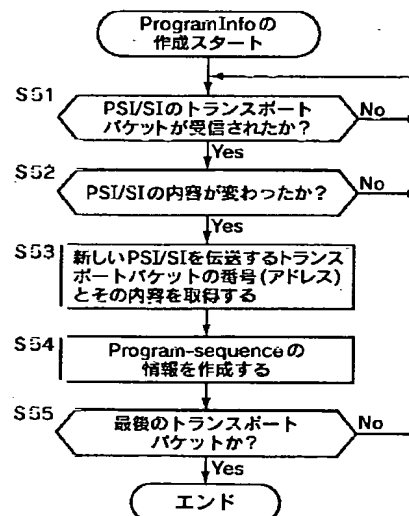 ProgramInfoの
作成スタート
S51
PSI/SIのトランスポート
パケットが受信されたか?
No
Yes
S52
PSI/SIの内容が変わったか?
No
Yes
S53
新しいPSI/SIを伝送するトランス
ポートパケットの番号(アドレス)
とその内容を取得する
S54
Program-sequenceの
情報を作成する
S55
最後のトランスポート
パケットか?
No
Yes
エンド